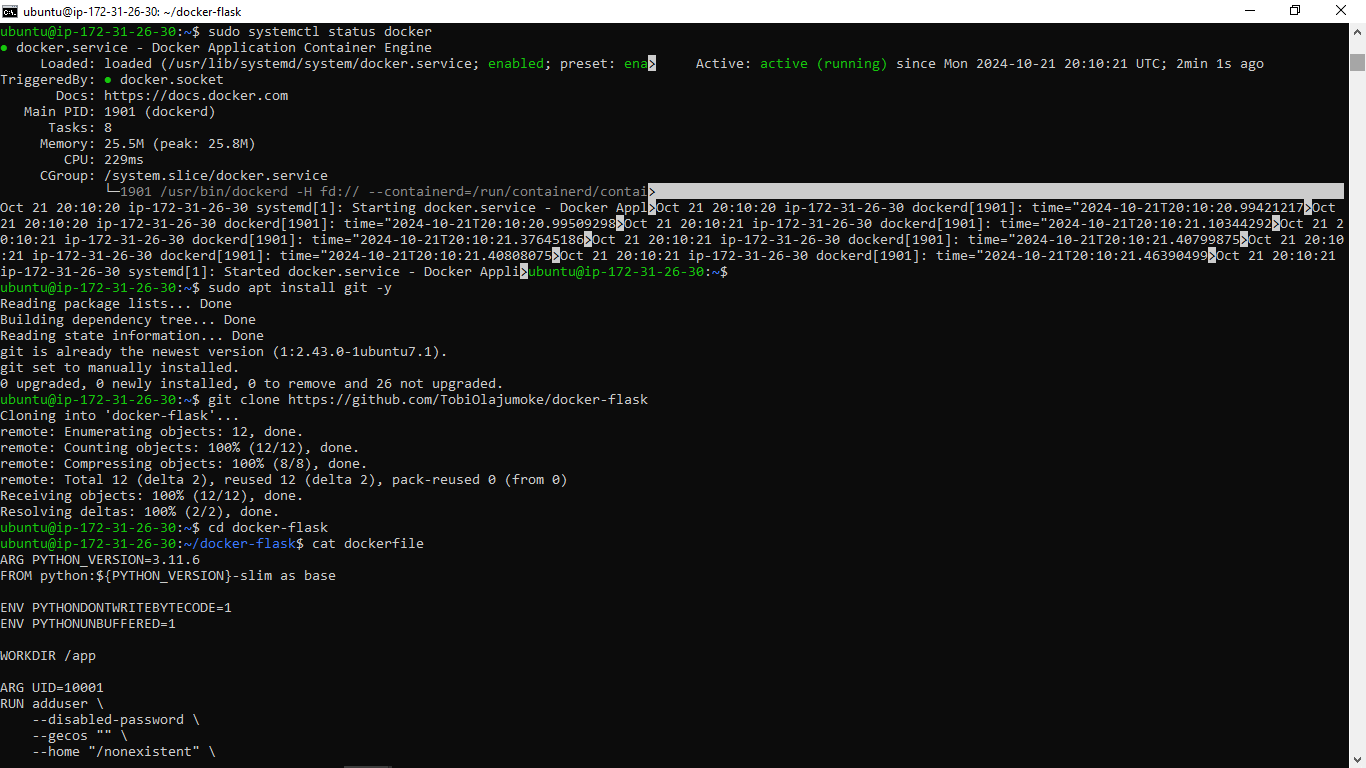 ubuntu@ip-172-31-26-30: ~/docker-flask
ubuntu@ip-172-31-26-30:~$ sudo systemctl status docker
● docker.service - Docker Application Container Engine
     Loaded: loaded (/usr/lib/systemd/system/docker.service; enabled; preset: ena>     Active: active (running) since Mon 2024-10-21 20:10:21 UTC; 2min 1s ago
TriggeredBy: ● docker.socket
       Docs: https://docs.docker.com
   Main PID: 1901 (dockerd)
      Tasks: 8
     Memory: 25.5M (peak: 25.8M)
        CPU: 229ms
     CGroup: /system.slice/docker.service
             └─1901 /usr/bin/dockerd -H fd:// --containerd=/run/containerd/contai>
Oct 21 20:10:20 ip-172-31-26-30 systemd[1]: Starting docker.service - Docker Appl>Oct 21 20:10:20 ip-172-31-26-30 dockerd[1901]: time="2024-10-21T20:10:20.99421217>Oct
21 20:10:20 ip-172-31-26-30 dockerd[1901]: time="2024-10-21T20:10:20.99509298>Oct 21 20:10:21 ip-172-31-26-30 dockerd[1901]: time="2024-10-21T20:10:21.10344292>Oct 21 2
0:10:21 ip-172-31-26-30 dockerd[1901]: time="2024-10-21T20:10:21.37645186>Oct 21 20:10:21 ip-172-31-26-30 dockerd[1901]: time="2024-10-21T20:10:21.40799875>Oct 21 20:10
:21 ip-172-31-26-30 dockerd[1901]: time="2024-10-21T20:10:21.40808075>Oct 21 20:10:21 ip-172-31-26-30 dockerd[1901]: time="2024-10-21T20:10:21.46390499>Oct 21 20:10:21
ip-172-31-26-30 systemd[1]: Started docker.service - Docker Appli>ubuntu@ip-172-31-26-30:~$
ubuntu@ip-172-31-26-30:~$ sudo apt install git -y
Reading package lists... Done
Building dependency tree... Done
Reading state information... Done
git is already the newest version (1:2.43.0-1ubuntu7.1).
git set to manually installed.
0 upgraded, 0 newly installed, 0 to remove and 26 not upgraded.
ubuntu@ip-172-31-26-30:~$ git clone https://github.com/TobiOlajumoke/docker-flask
Cloning into 'docker-flask'...
remote: Enumerating objects: 12, done.
remote: Counting objects: 100% (12/12), done.
remote: Compressing objects: 100% (8/8), done.
remote: Total 12 (delta 2), reused 12 (delta 2), pack-reused 0 (from 0)
Receiving objects: 100% (12/12), done.
Resolving deltas: 100% (2/2), done.
ubuntu@ip-172-31-26-30:~$ cd docker-flask
ubuntu@ip-172-31-26-30:~/docker-flask$ cat dockerfile
ARG PYTHON_VERSION=3.11.6
FROM python:${PYTHON_VERSION}-slim as base

ENV PYTHONDONTWRITEBYTECODE=1
ENV PYTHONUNBUFFERED=1

WORKDIR /app

ARG UID=10001
RUN adduser \
    --disabled-password \
    --gecos "" \
    --home "/nonexistent" \